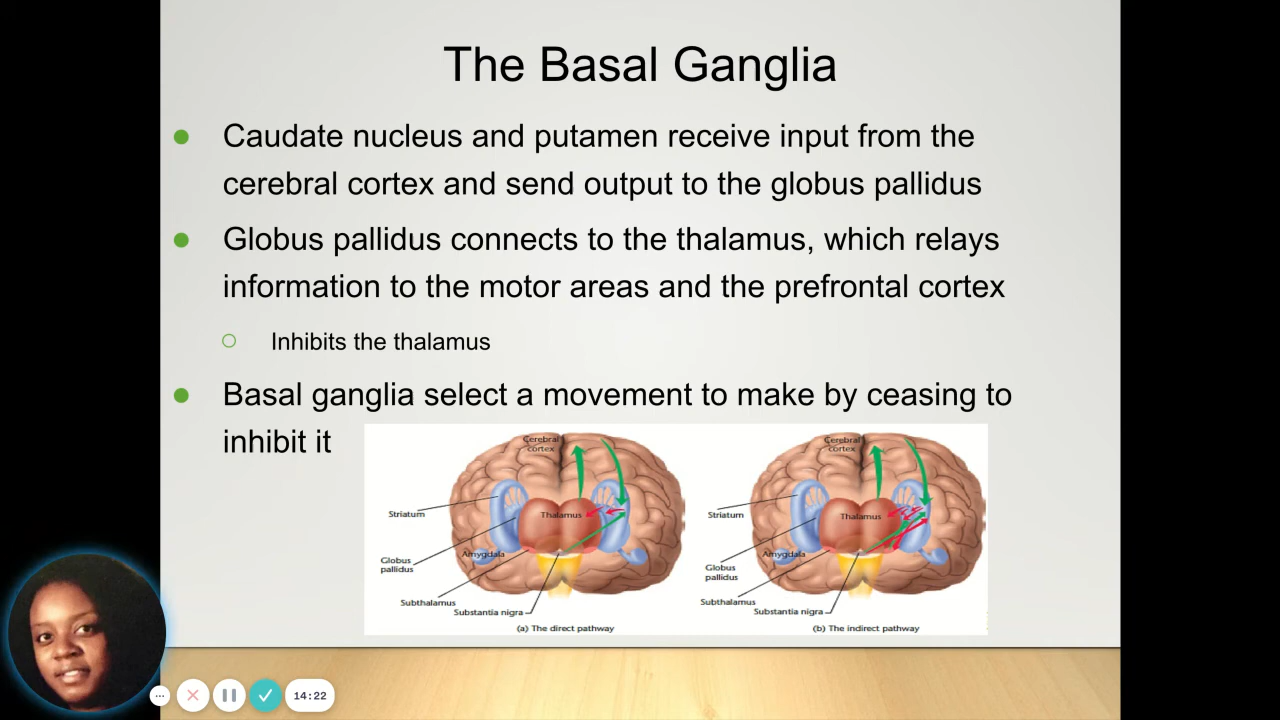 The Basal Ganglia
Caudate nucleus and putamen receive input from the
cerebral cortex and send output to the globus pallidus
Globus pallidus connects to the thalamus, which relays
information to the motor areas and the prefrontal cortex
Inhibits the thalamus
Basal ganglia select a movement to make by ceasing to
inhibit it
Cerebral
cortex
Striatum
Thalamus
Amygdala
Globus
pallidus
Subthalamus
Substantia nigra
(a) The direct pathway
Cerebral
cortex
Striatum
Thalamus
Amygdala
Globus
pallidus
Subthalamus
Substantia nigra
(b) The indirect pathway
14:22